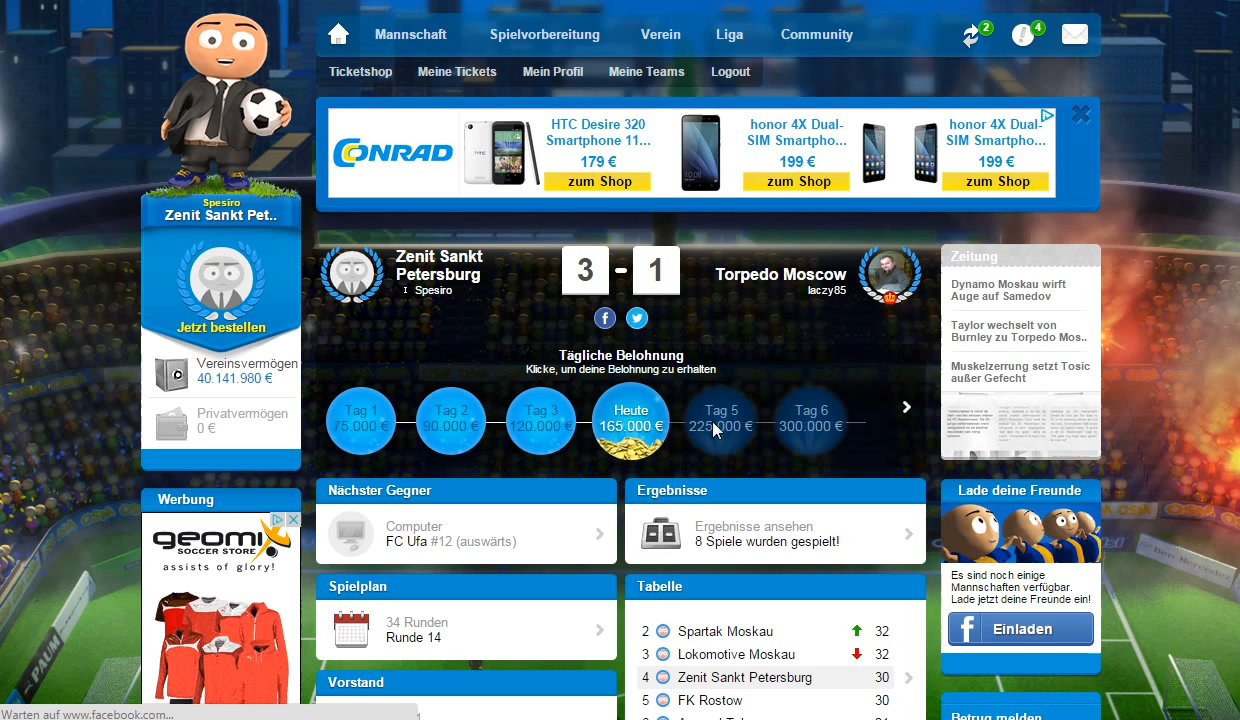 Mannschaft Spielvorbereitung Verein Liga Community
2 4
Ticketshop Meine Tickets Mein Profil Meine Teams Logout
CONRAD
HTC Desire 320
Smartphone 11...
179 €
zum Shop
honor 4X Dual-
SIM Smartpho...
199 €
zum Shop
honor 4X Dual-
SIM Smartpho...
199 €
zum Shop
Spesiro
Zenit Sankt Pet..
Jetzt bestellen
Vereinsvermögen
40.141.980 €
Privatvermögen
0 €
Zenit Sankt
Petersburg
Spesiro
3 - 1
Torpedo Moscow
laczy85
Tägliche Belohnung
Klicke, um deine Belohnung zu erhalten
Tag 1
75.000 €
Tag 2
90.000 €
Tag 3
120.000 €
Heute
165.000 €
Tag 5
225.000 €
Tag 6
300.000 €
Zeitung
Dynamo Moskau wirft
Auge auf Samedov
Taylor wechselt von
Burnley zu Torpedo Mos..
Muskelzerrung setzt Tosic
außer Gefecht
Werbung
geomix
SOCCER STORE
assists of glory!
Nächster Gegner
Computer
FC Ufa #12 (auswärts)
Ergebnisse
Ergebnisse ansehen
8 Spiele wurden gespielt!
Spielplan
34 Runden
Runde 14
Vorstand
Tabelle
2 Spartak Moskau 32
3 Lokomotive Moskau 32
4 Zenit Sankt Petersburg 30
5 FK Rostow 30
Lade deine Freunde
Es sind noch einige
Mannschaften verfügbar.
Lade jetzt deine Freunde ein!
Einladen
Betrug melden
PAUM
Ben-Nercedez
Warten auf www.facebook.com...